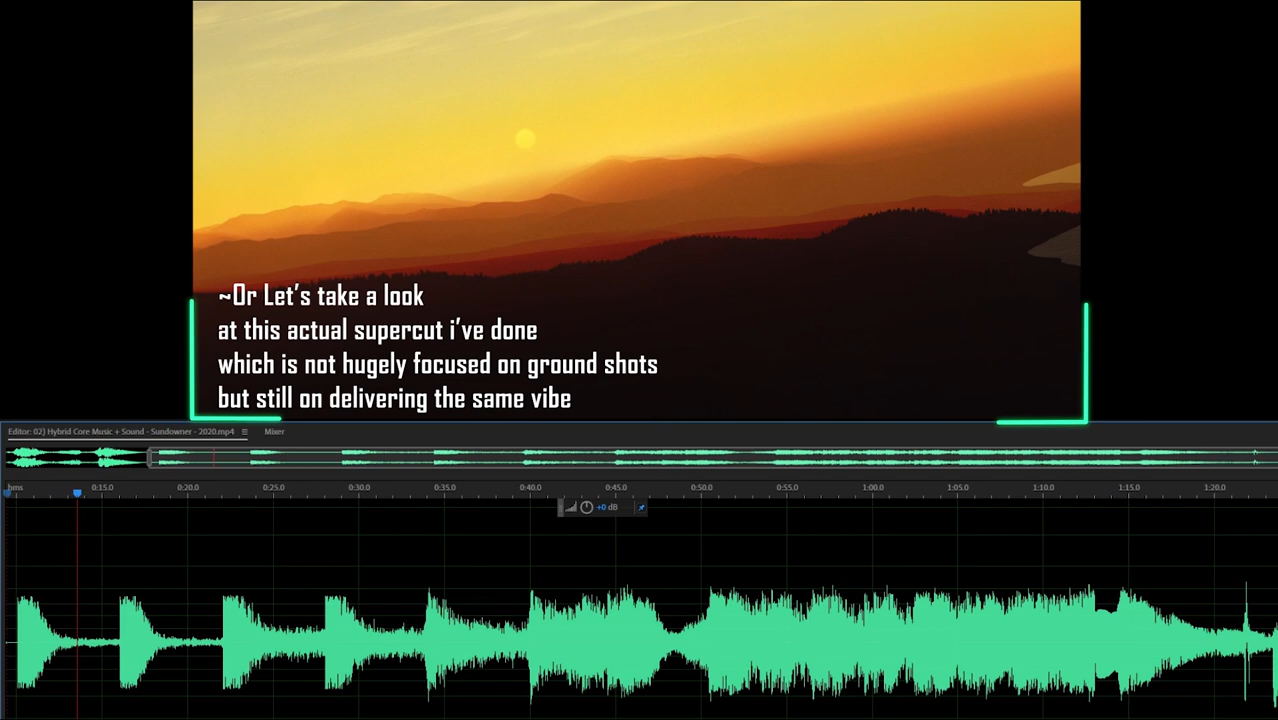 ~Or Let's take a look
at this actual supercut i've done
which is not hugely focused on ground shots
but still on delivering the same vibe
Editor: 02) Hybrid Core Music + Sound - Sundowner - 2020.mp4 Mixer
hms 0:15.0 0:20.0 0:25.0 0:30.0 0:35.0 0:40.0 0:45.0 0:50.0 0:55.0 1:00.0 1:05.0 1:10.0 1:15.0 1:20.0
+0 dB